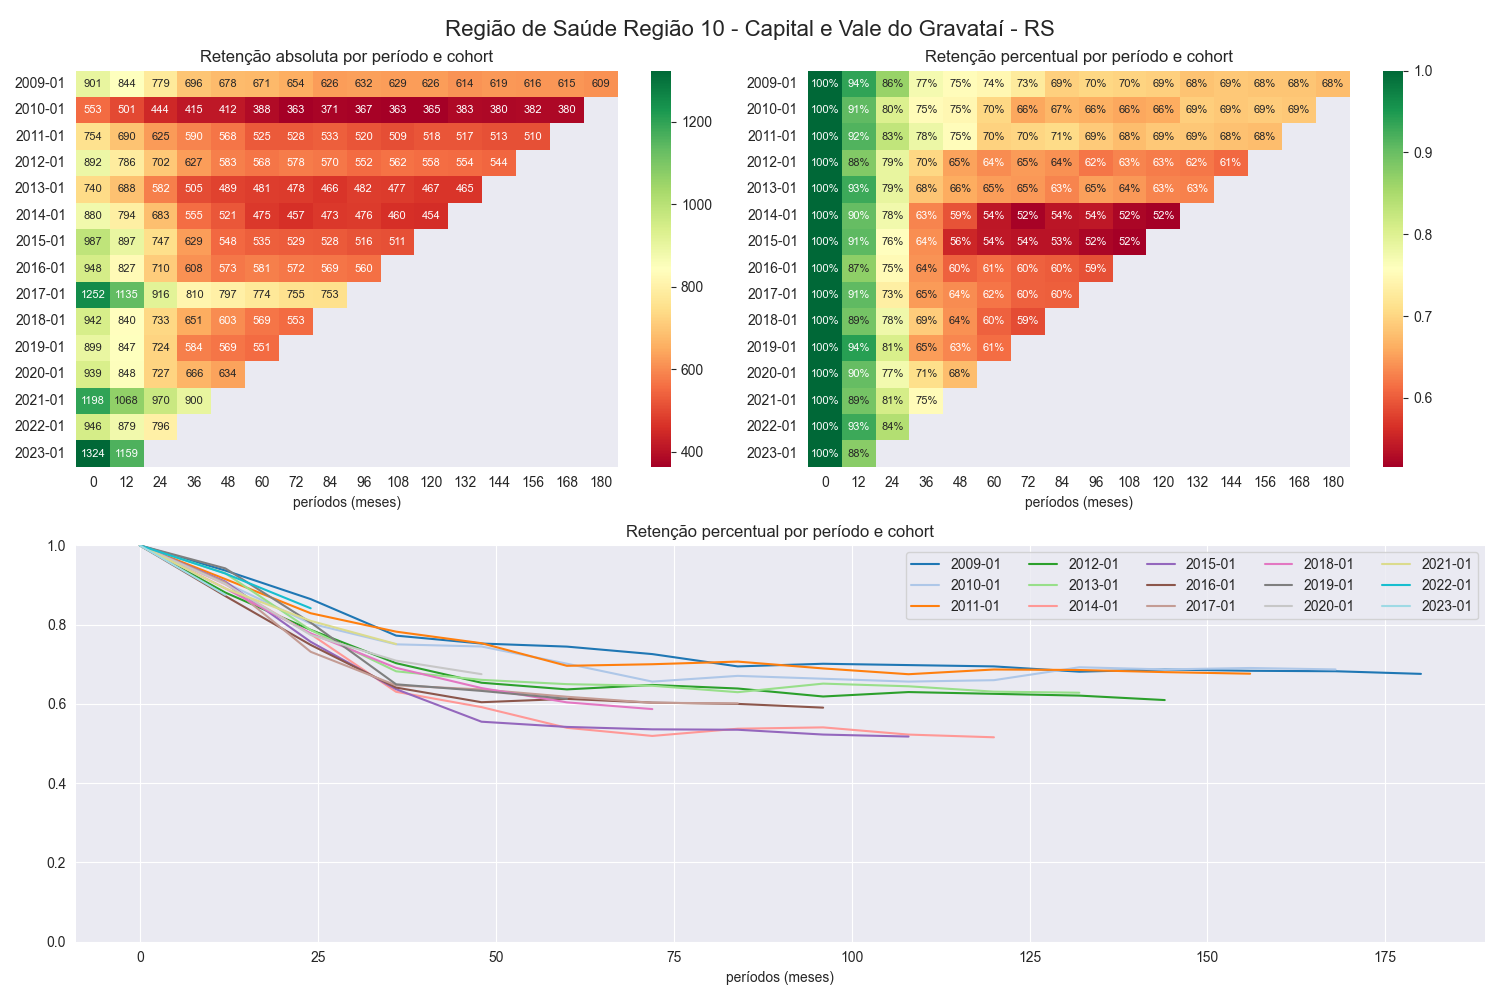 Região de Saúde Região 10 - Capital e Vale do Gravataí - RS
Retenção absoluta por período e cohort
2009-01 901 844 779 696 678 671 654 626 632 629 626 614 619 616 615 609
2010-01 553 501 444 415 412 388 363 371 367 363 365 383 380 382 380
2011-01 754 690 625 590 568 525 528 533 520 509 518 517 513 510
2012-01 892 786 702 627 583 568 578 570 552 562 558 554 544
2013-01 740 688 582 505 489 481 478 466 482 477 467 465
2014-01 880 794 683 555 521 475 457 473 476 460 454
2015-01 987 897 747 629 548 535 529 528 516 511
2016-01 948 827 710 608 573 581 572 569 560
2017-01 1252 1135 916 810 797 774 755 753
2018-01 942 840 733 651 603 569 553
2019-01 899 847 724 584 569 551
2020-01 939 848 727 666 634
2021-01 1198 1068 970 900
2022-01 946 879 796
2023-01 1324 1159
0 12 24 36 48 60 72 84 96 108 120 132 144 156 168 180
períodos (meses)
1200
1000
800
600
400
Retenção percentual por período e cohort
2009-01 100% 94% 86% 77% 75% 74% 73% 69% 70% 70% 69% 68% 69% 68% 68% 68%
2010-01 100% 91% 80% 75% 75% 70% 66% 67% 66% 66% 66% 69% 69% 69% 69%
2011-01 100% 92% 83% 78% 75% 70% 70% 71% 69% 68% 69% 69% 68% 68%
2012-01 100% 88% 79% 70% 65% 64% 65% 64% 62% 63% 63% 62% 61%
2013-01 100% 93% 79% 68% 66% 65% 65% 63% 65% 64% 63% 63%
2014-01 100% 90% 78% 63% 59% 54% 52% 54% 54% 52% 52%
2015-01 100% 91% 76% 64% 56% 54% 54% 53% 52% 52%
2016-01 100% 87% 75% 64% 60% 61% 60% 60% 59%
2017-01 100% 91% 73% 65% 64% 62% 60% 60%
2018-01 100% 89% 78% 69% 64% 60% 59%
2019-01 100% 94% 81% 65% 63% 61%
2020-01 100% 90% 77% 71% 68%
2021-01 100% 89% 81% 75%
2022-01 100% 93% 84%
2023-01 100% 88%
0 12 24 36 48 60 72 84 96 108 120 132 144 156 168 180
períodos (meses)
1.0
0.9
0.8
0.7
0.6
Retenção percentual por período e cohort
2009-01 2012-01 2015-01 2018-01 2021-01
2010-01 2013-01 2016-01 2019-01 2022-01
2011-01 2014-01 2017-01 2020-01 2023-01
1.0
0.8
0.6
0.4
0.2
0.0
0 25 50 75 100 125 150 175
períodos (meses)